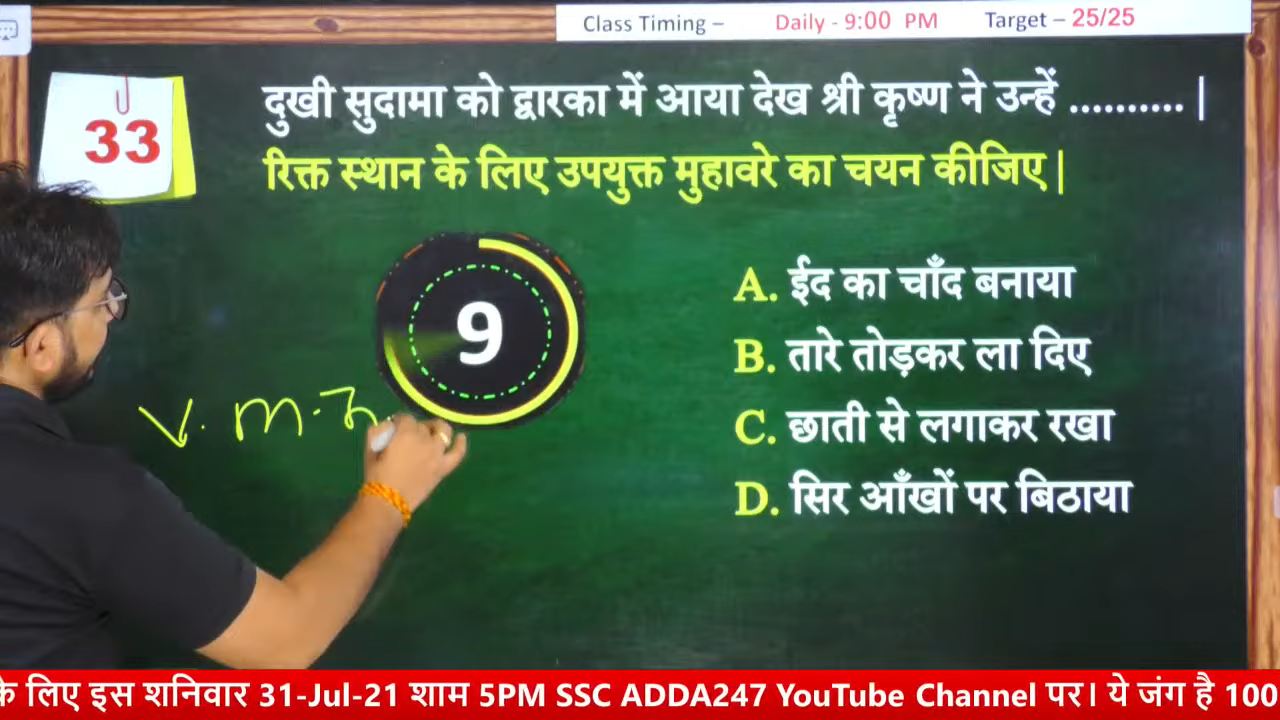 Class Timing – Daily - 9:00 PM Target – 25/25
33
दुखी सुदामा को द्वारका में आया देख श्री कृष्ण ने उन्हें .......... |
रिक्त स्थान के लिए उपयुक्त मुहावरे का चयन कीजिए |
9
A. ईद का चाँद बनाया
B. तारे तोड़कर ला दिए
C. छाती से लगाकर रखा
D. सिर आँखों पर बिठाया
के लिए इस शनिवार 31-Jul-21 शाम 5PM SSC ADDA247 YouTube Channel पर। ये जंग है 100